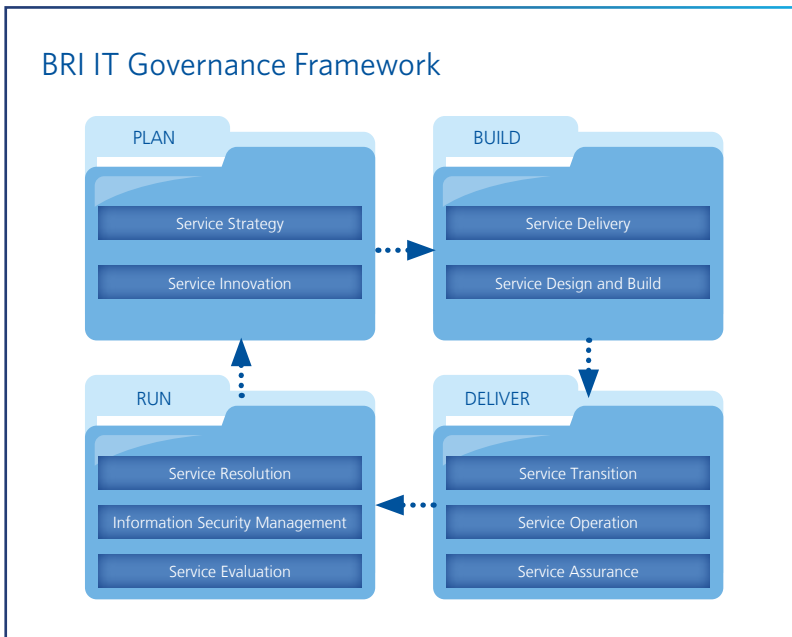 BRI IT Governance Framework
PLAN
Service Strategy
Service Innovation
BUILD
Service Delivery
Service Design and Build
RUN
Service Resolution
Information Security Management
Service Evaluation
DELIVER
Service Transition
Service Operation
Service Assurance